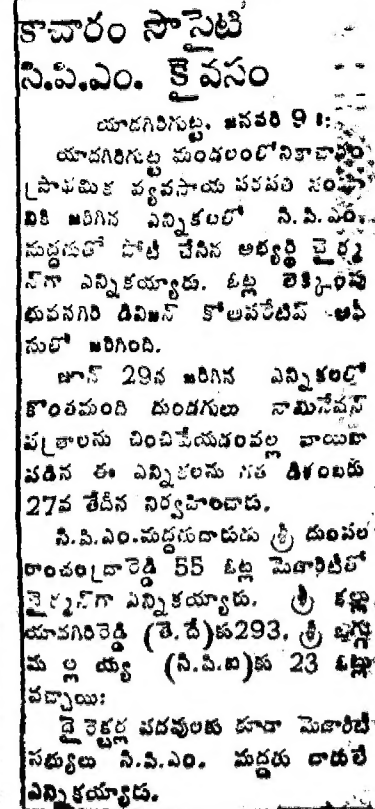 కాచారం సొసైటీ
సి.పి.ఎం. కైవసం
యాదగిరిగుట్ట, జనవరి 9 :
యాదగిరిగుట్ట మండలంలోనికాచారం
ప్రాథమిక వ్యవసాయ పరపతి సంఘా
నికి జరిగిన ఎన్నికలలో సి.పి.ఎం.
మద్దతుతో పోటీ చేసిన అభ్యర్థి చైర్మ
న్‌గా ఎన్నికయ్యాడు. ఓట్ల లెక్కింపు
భువనగిరి డివిజన్ కోఆపరేటివ్ ఆఫీ
సులో జరిగింది.
జూన్ 29న జరిగిన ఎన్నికలలో
కొంతమంది దుండగులు నామినేషన్
పత్రాలను చించివేయడంవల్ల వాయిదా
పడిన ఈ ఎన్నికలను గత డిశంబరు
27వ తేదీన నిర్వహించారు.
సి.పి.ఎం.మద్దతుదారుడు శ్రీ దుంపల
రాంచంద్రారెడ్డి 55 ఓట్ల మెజారిటీతో
చైర్మన్‌గా ఎన్నికయ్యారు. శ్రీ కల్లు
యాదగిరిరెడ్డి (తె.దే)కు293, శ్రీ
మల్లయ్య (సి.పి.ఐ)కు 23 ఓట్లు
వచ్చాయి:
డైరెక్టర్ల పదవులకు కూడా మెజారిటీ
సభ్యులు సి.పి.ఎం. మద్దతు దారులే
ఎన్నికయ్యారు.